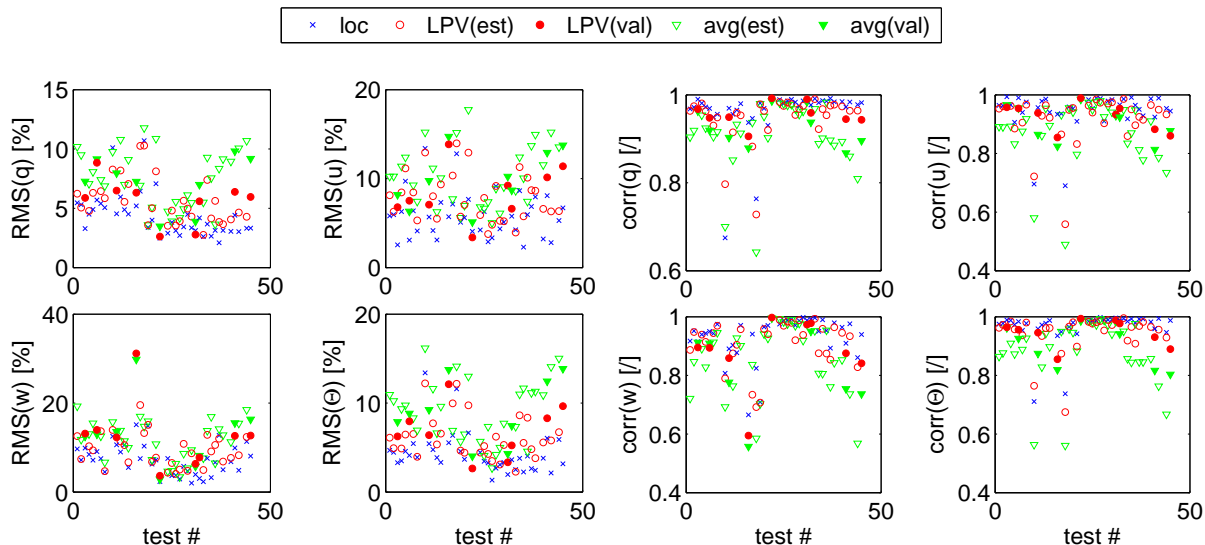 loc LPV(est) LPV(val) avg(est) avg(val)
RMS(q) [%]
15
10
5
0
0 50
RMS(u) [%]
20
10
0
0 50
corr(q) [/]
1
0.8
0.6
0 50
corr(u) [/]
1
0.8
0.6
0.4
0 50
RMS(w) [%]
40
20
0
0 50
test #
RMS(Θ) [%]
20
10
0
0 50
test #
corr(w) [/]
1
0.8
0.6
0.4
0 50
test #
corr(Θ) [/]
1
0.8
0.6
0.4
0 50
test #